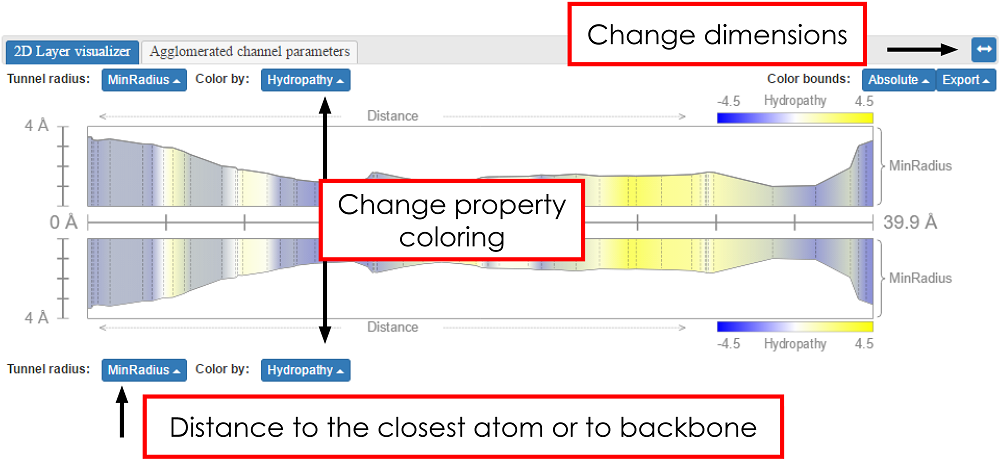 Change dimensions
2D Layer visualizer
Agglomerated channel parameters
Tunnel radius: MinRadius Color by: Hydropathy
Color bounds: Absolute Export
-4.5 Hydropathy 4.5
Distance
4 Å
MinRadius
Change property
coloring
0 Å
39.9 Å
MinRadius
4 Å
Distance
-4.5 Hydropathy 4.5
Tunnel radius: MinRadius Color by: Hydropathy
Distance to the closest atom or to backbone